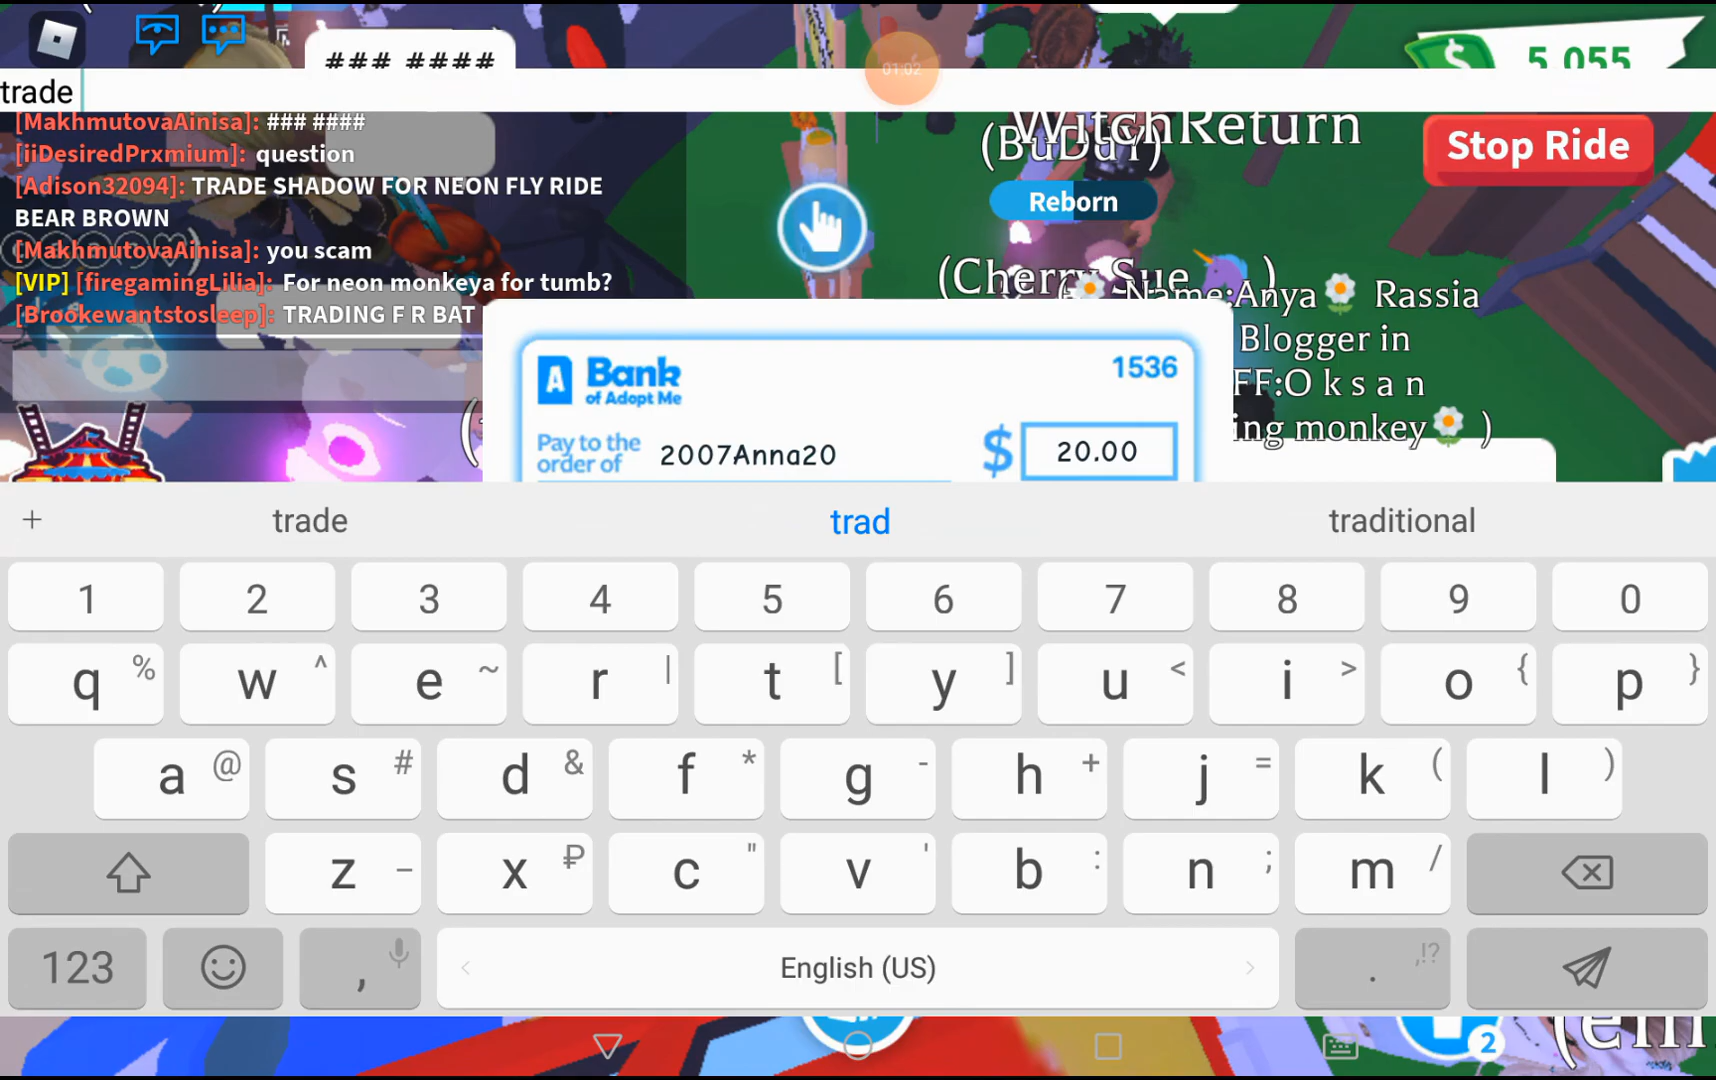 ### ####
01:02
5 055
trade
[MakhmutovaAinisa]: ### ####
[iiDesiredPrxmium]: question
[Adison32094]: TRADE SHADOW FOR NEON FLY RIDE
BEAR BROWN
[MakhmutovaAinisa]: you scam
[VIP] [firegamingLilia]: For neon monkeya for tumb?
[Brookewantstosleep]: TRADING F R BAT
WitchReturn
(BuDuY)
Reborn
Stop Ride
(Cherry Sue )
Name:Anya Rassia
Blogger in
FF:O k s a n
ing monkey )
A Bank
of Adopt Me
1536
Pay to the
order of
2007Anna20
$ 20.00
+ trade trad traditional
1 2 3 4 5 6 7 8 9 0
q % w ^ e ~ r | t [ y ] u < i > o { p }
a @ s # d & f * g - h + j = k ( l )
z – x ₽ c " v ' b : n ; m /
123 , English (US) . ,!?
2